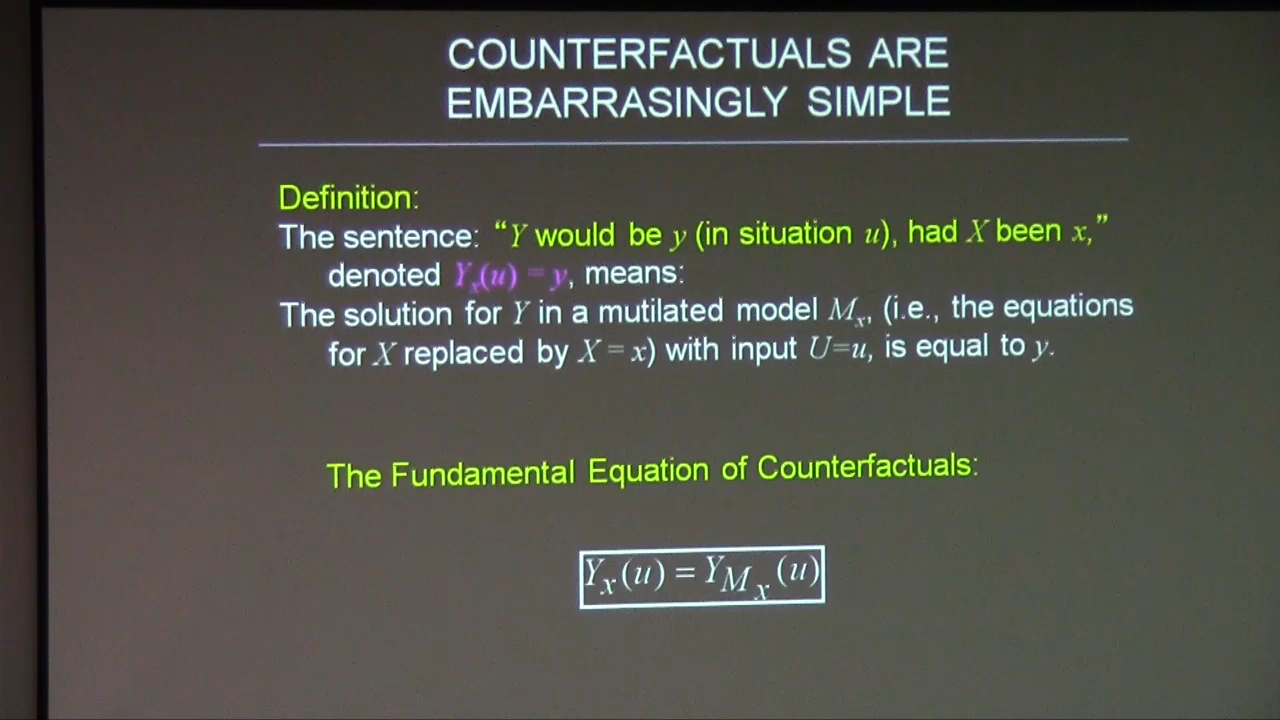 COUNTERFACTUALS ARE
EMBARRASINGLY SIMPLE
Definition:
The sentence: “Y would be y (in situation u), had X been x,”
denoted Yₓ(u) = y, means:
The solution for Y in a mutilated model Mₓ, (i.e., the equations
for X replaced by X = x) with input U=u, is equal to y.
The Fundamental Equation of Counterfactuals:
Yₓ(u) = Y_{Mₓ}(u)